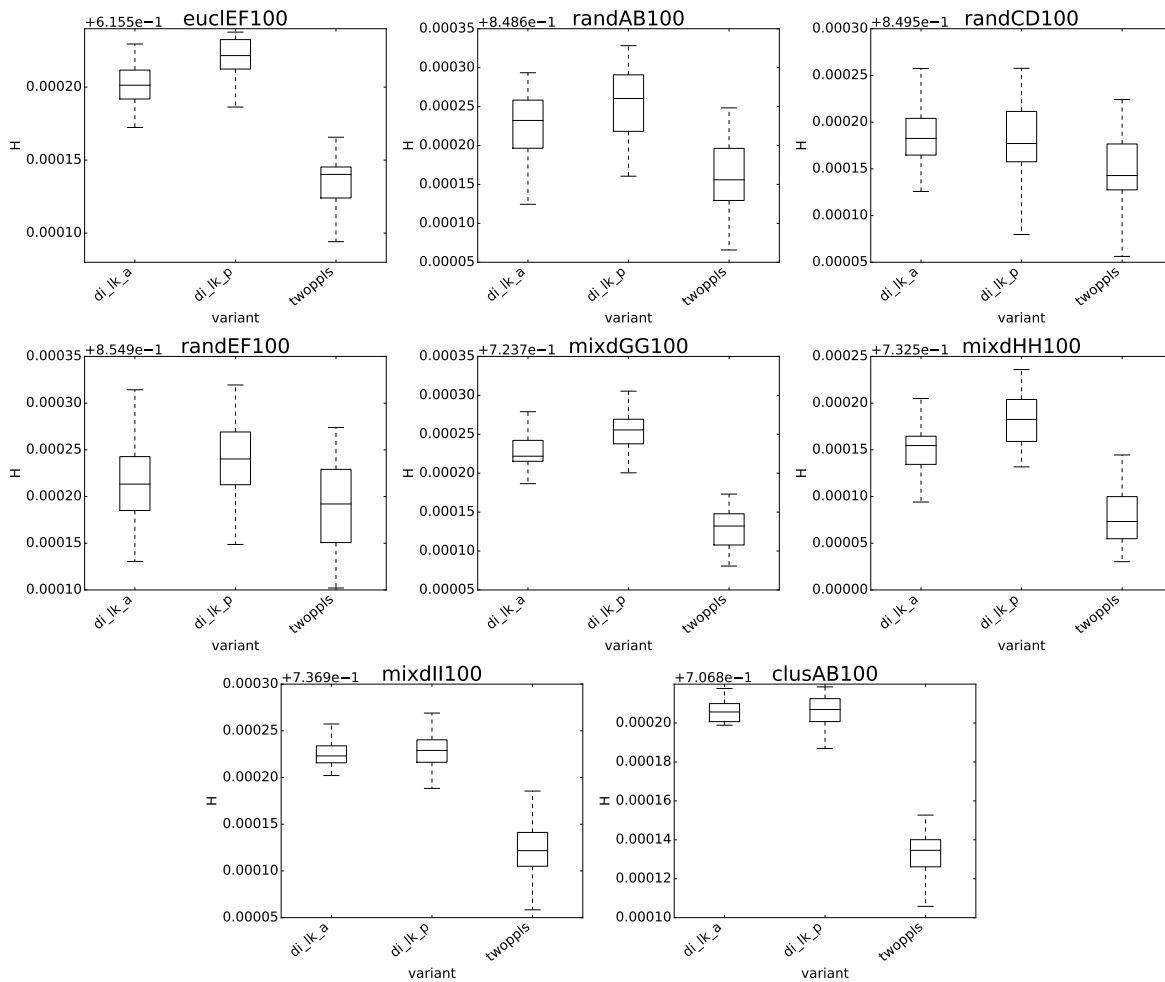 +6.155e−1
euclEF100
0.00020
0.00015
0.00010
H
di_lk_a
di_lk_p
twoppls
variant
+8.486e−1
randAB100
0.00035
0.00030
0.00025
0.00020
0.00015
0.00010
0.00005
H
di_lk_a
di_lk_p
twoppls
variant
+8.495e−1
randCD100
0.00030
0.00025
0.00020
0.00015
0.00010
0.00005
H
di_lk_a
di_lk_p
twoppls
variant
+8.549e−1
randEF100
0.00035
0.00030
0.00025
0.00020
0.00015
0.00010
H
di_lk_a
di_lk_p
twoppls
variant
+7.237e−1
mixdGG100
0.00035
0.00030
0.00025
0.00020
0.00015
0.00010
0.00005
H
di_lk_a
di_lk_p
twoppls
variant
+7.325e−1
mixdHH100
0.00025
0.00020
0.00015
0.00010
0.00005
0.00000
H
di_lk_a
di_lk_p
twoppls
variant
+7.369e−1
mixdII100
0.00030
0.00025
0.00020
0.00015
0.00010
0.00005
H
di_lk_a
di_lk_p
twoppls
variant
+7.068e−1
clusAB100
0.00020
0.00018
0.00016
0.00014
0.00012
0.00010
H
di_lk_a
di_lk_p
twoppls
variant